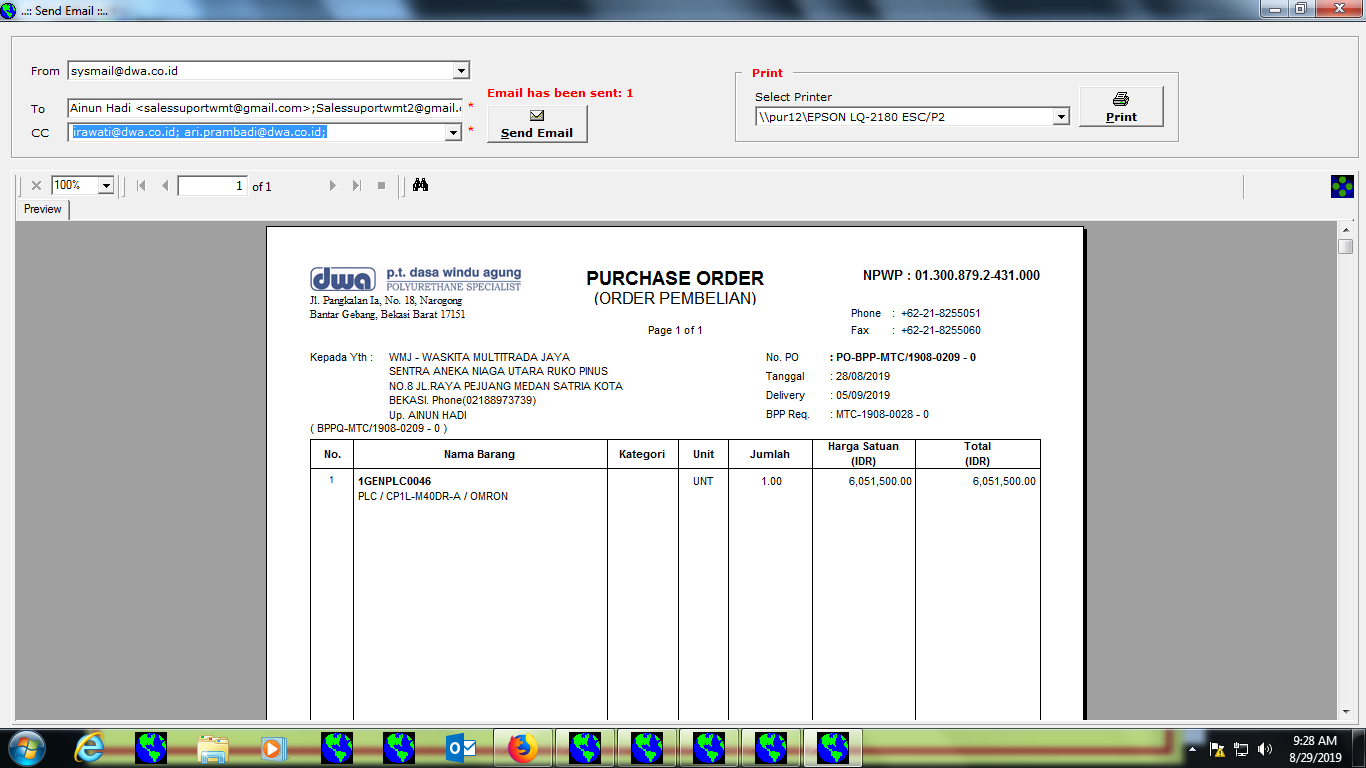 ..:: Send Email ::..
From sysmail@dwa.co.id
To Ainun Hadi <salessuportwmt@gmail.com>;Salessuportwmt2@gmail. *
CC irawati@dwa.co.id; ari.prambadi@dwa.co.id; *
Email has been sent: 1
Send Email
Print
Select Printer
\\pur12\EPSON LQ-2180 ESC/P2
Print
100%
1 of 1
Preview
dwa p.t. dasa windu agung
POLYURETHANE SPECIALIST
Jl. Pangkalan Ia, No. 18, Narogong
Bantar Gebang, Bekasi Barat 17151
PURCHASE ORDER
(ORDER PEMBELIAN)
Page 1 of 1
NPWP : 01.300.879.2-431.000
Phone : +62-21-8255051
Fax : +62-21-8255060
Kepada Yth : WMJ - WASKITA MULTITRADA JAYA
SENTRA ANEKA NIAGA UTARA RUKO PINUS
NO.8 JL.RAYA PEJUANG MEDAN SATRIA KOTA
BEKASI. Phone(02188973739)
Up. AINUN HADI
( BPPQ-MTC/1908-0209 - 0 )
No. PO : PO-BPP-MTC/1908-0209 - 0
Tanggal : 28/08/2019
Delivery : 05/09/2019
BPP Req. : MTC-1908-0028 - 0
No. Nama Barang Kategori Unit Jumlah Harga Satuan (IDR) Total (IDR)
1 1GENPLC0046 UNT 1.00 6,051,500.00 6,051,500.00
PLC / CP1L-M40DR-A / OMRON
9:28 AM
8/29/2019